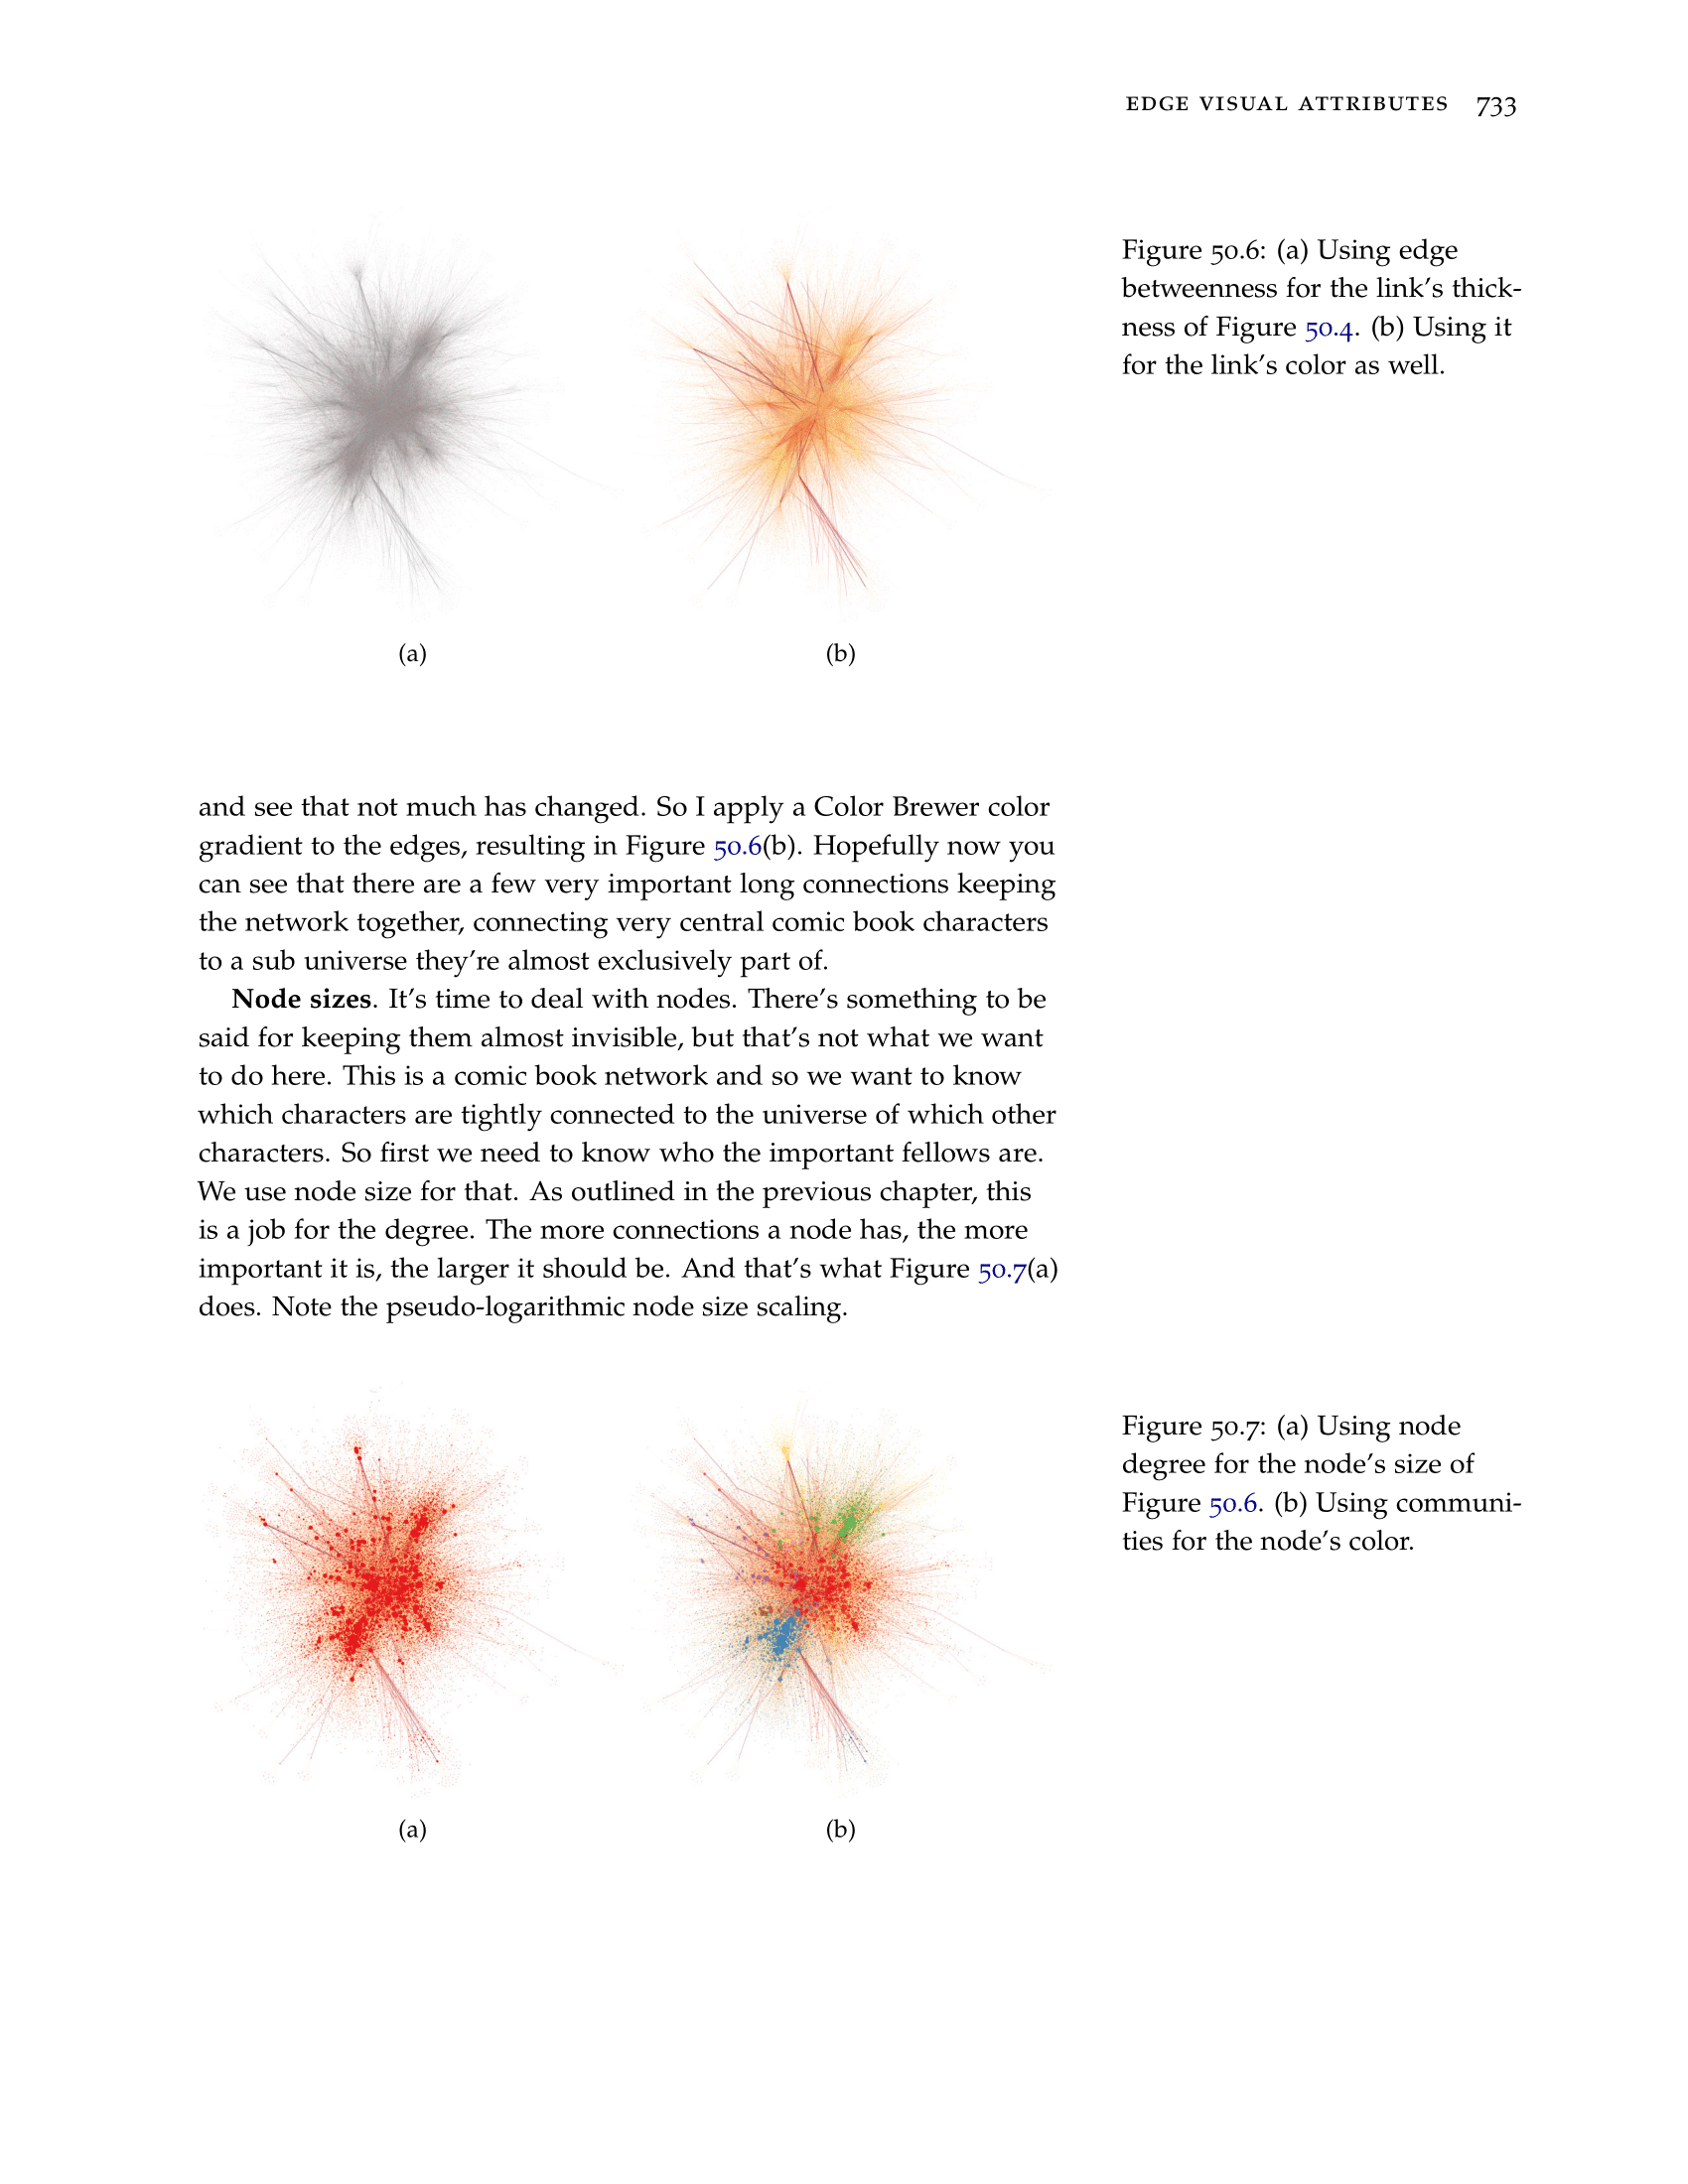 EDGE VISUAL ATTRIBUTES 733
Figure 50.6: (a) Using edge
betweenness for the link's thick-
ness of Figure 50.4. (b) Using it
for the link's color as well.
(a)
(b)
and see that not much has changed. So I apply a Color Brewer color
gradient to the edges, resulting in Figure 50.6(b). Hopefully now you
can see that there are a few very important long connections keeping
the network together, connecting very central comic book characters
to a sub universe they're almost exclusively part of.
Node sizes. It's time to deal with nodes. There's something to be
said for keeping them almost invisible, but that's not what we want
to do here. This is a comic book network and so we want to know
which characters are tightly connected to the universe of which other
characters. So first we need to know who the important fellows are.
We use node size for that. As outlined in the previous chapter, this
is a job for the degree. The more connections a node has, the more
important it is, the larger it should be. And that's what Figure 50.7(a)
does. Note the pseudo-logarithmic node size scaling.
Figure 50.7: (a) Using node
degree for the node's size of
Figure 50.6. (b) Using communi-
ties for the node's color.
(a)
(b)